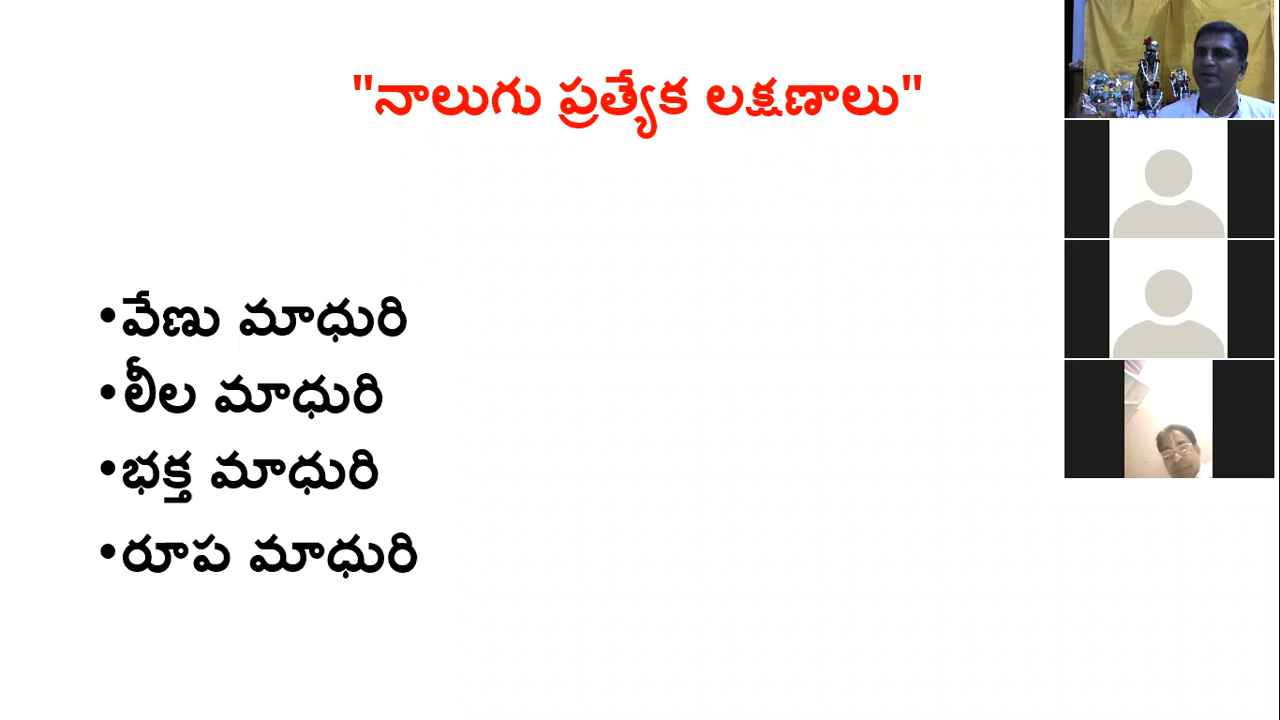 "నాలుగు ప్రత్యేక లక్షణాలు"
•వేణు మాధురి
•లీల మాధురి
•భక్త మాధురి
•రూప మాధురి